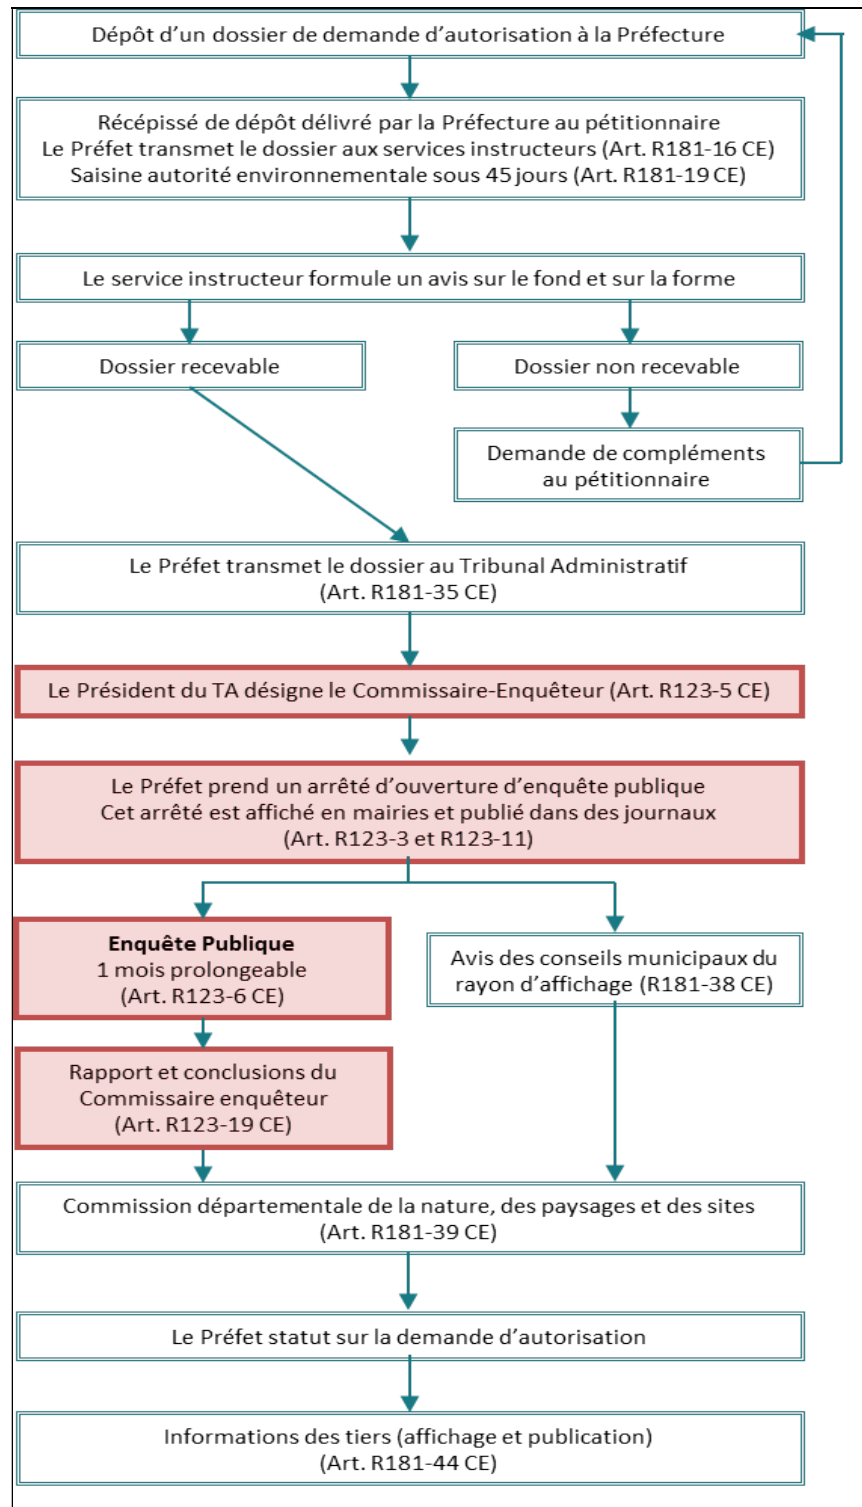 Dépôt d’un dossier de demande d’autorisation à la Préfecture
Récépissé de dépôt délivré par la Préfecture au pétitionnaire
Le Préfet transmet le dossier aux services instructeurs (Art. R181-16 CE)
Saisine autorité environnementale sous 45 jours (Art. R181-19 CE)
Le service instructeur formule un avis sur le fond et sur la forme
Dossier recevable
Dossier non recevable
Demande de compléments
au pétitionnaire
Le Préfet transmet le dossier au Tribunal Administratif
(Art. R181-35 CE)
Le Président du TA désigne le Commissaire-Enquêteur (Art. R123-5 CE)
Le Préfet prend un arrêté d’ouverture d’enquête publique
Cet arrêté est affiché en mairies et publié dans des journaux
(Art. R123-3 et R123-11)
Enquête Publique
1 mois prolongeable
(Art. R123-6 CE)
Avis des conseils municipaux du
rayon d’affichage (R181-38 CE)
Rapport et conclusions du
Commissaire enquêteur
(Art. R123-19 CE)
Commission départementale de la nature, des paysages et des sites
(Art. R181-39 CE)
Le Préfet statut sur la demande d’autorisation
Informations des tiers (affichage et publication)
(Art. R181-44 CE)